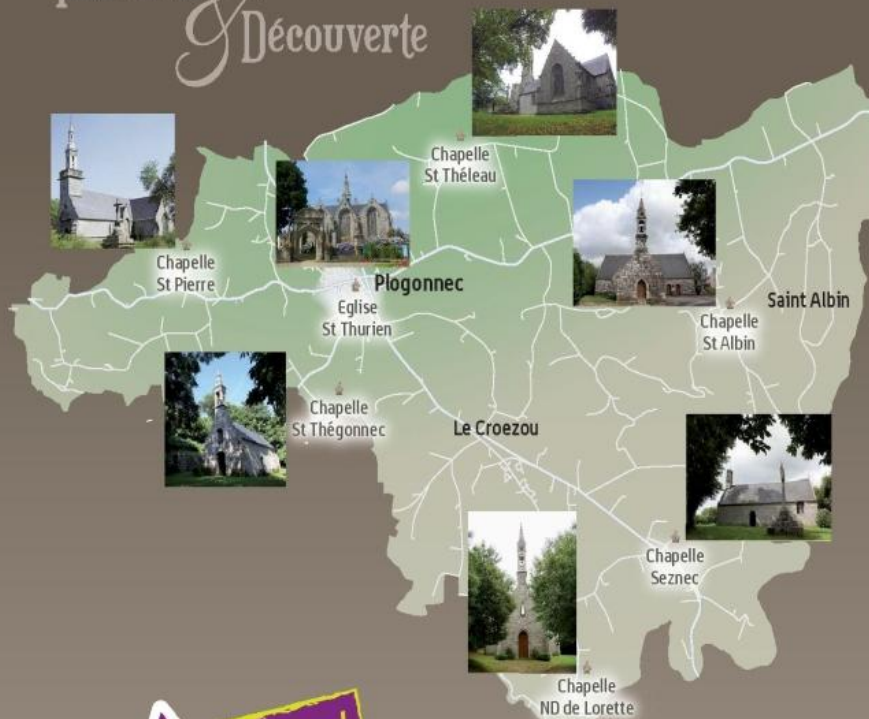 & Découverte
Chapelle
St Théleau
Chapelle
St Pierre
Plogonnec
Eglise
St Thurien
Saint Albin
Chapelle
St Albin
Chapelle
St Thégonnec
Le Croezou
Chapelle
Seznec
Chapelle
ND de Lorette